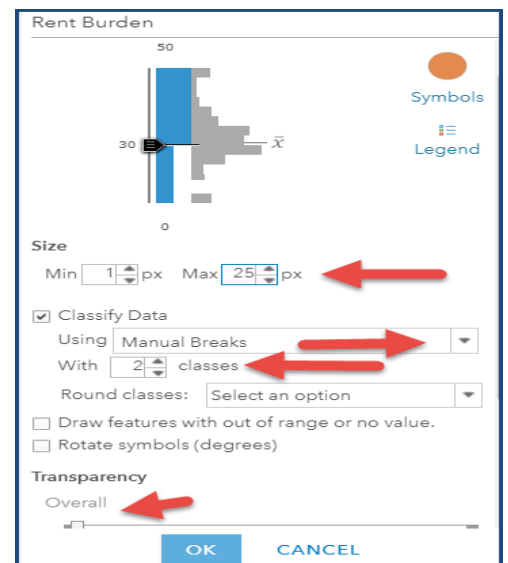 Rent Burden
50
Symbols
30
x̄
Legend
0
Size
Min 1 px Max 25 px
Classify Data
Using Manual Breaks
With 2 classes
Round classes: Select an option
Draw features with out of range or no value.
Rotate symbols (degrees)
Transparency
Overall
OK CANCEL